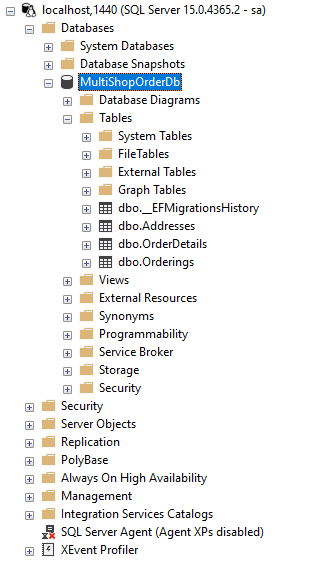 localhost,1440 (SQL Server 15.0.4365.2 - sa)
Databases
System Databases
Database Snapshots
MultiShopOrderDb
Database Diagrams
Tables
System Tables
FileTables
External Tables
Graph Tables
dbo.__EFMigrationsHistory
dbo.Addresses
dbo.OrderDetails
dbo.Orderings
Views
External Resources
Synonyms
Programmability
Service Broker
Storage
Security
Security
Server Objects
Replication
PolyBase
Always On High Availability
Management
Integration Services Catalogs
SQL Server Agent (Agent XPs disabled)
XEvent Profiler